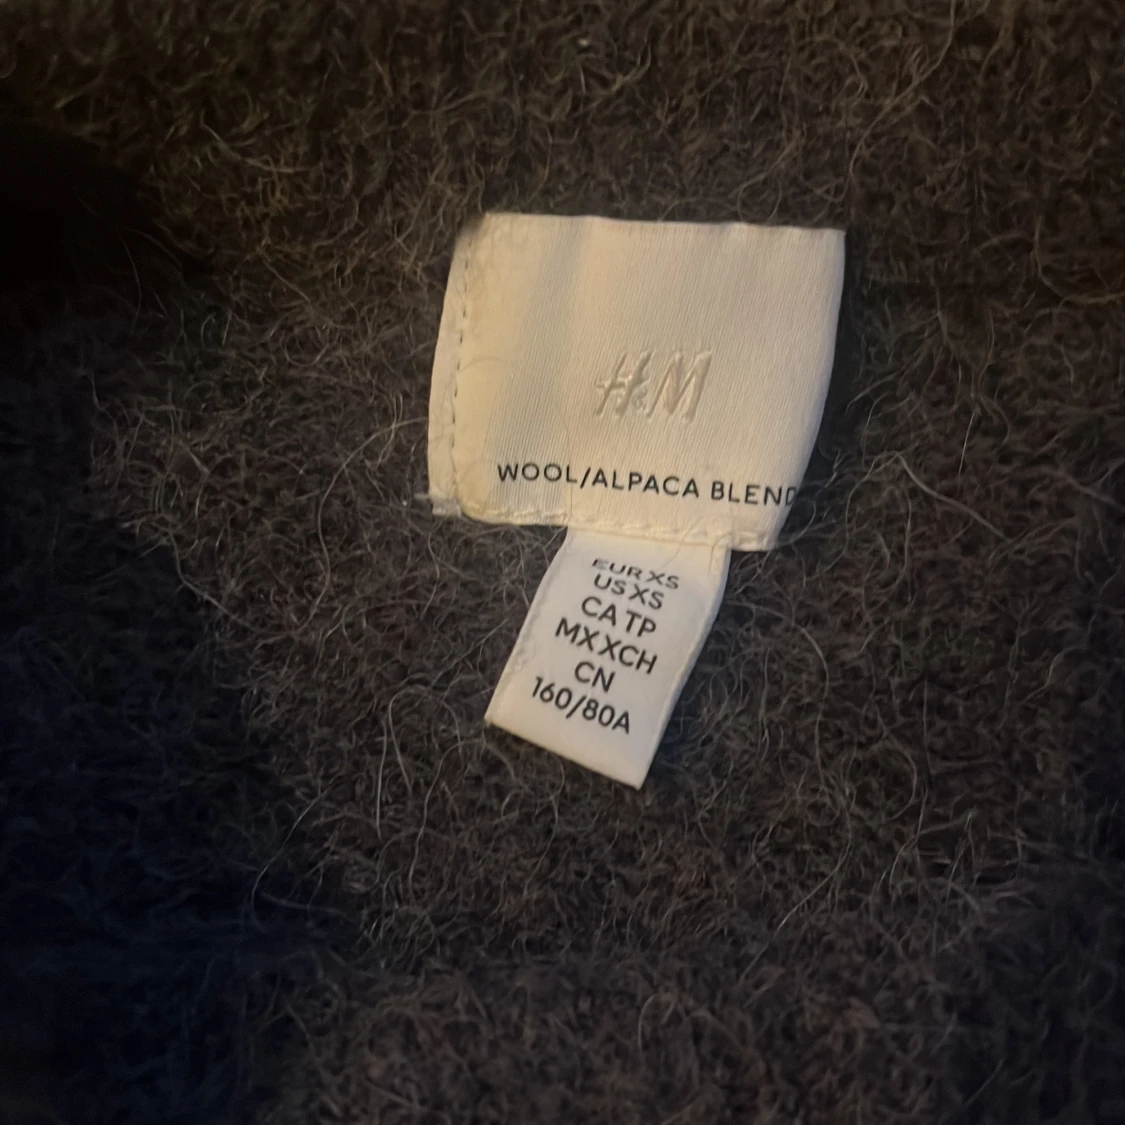 H&M
WOOL/ALPACA BLEND
EUR XS
US XS
CA TP
MX XCH
CN
160/80A